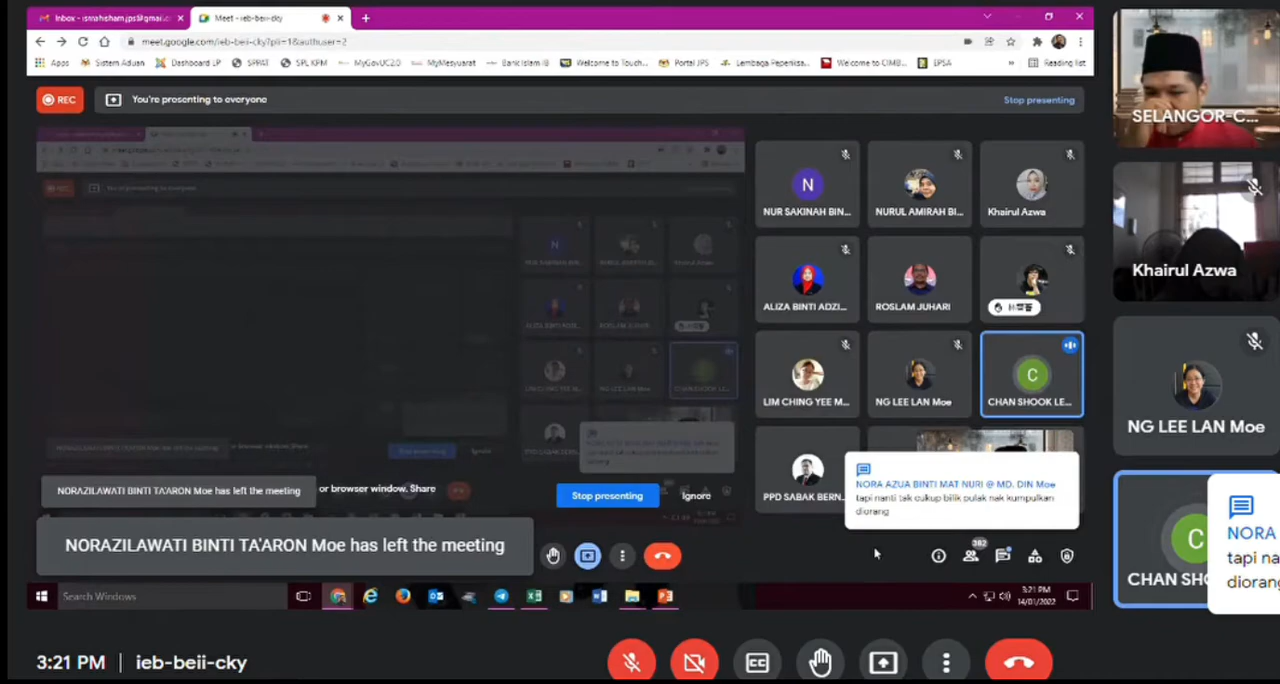 Inbox - ismahisham.jps@gmail.c
Meet - ieb-beii-cky
meet.google.com/ieb-beii-cky?pli=1&authuser=2
Apps
Sistem Aduan
Dashboard LP
SPPAT
SPL KPM
MyGovUC2.0
MyMesyuarat
Bank Islam IB
Welcome to Touch...
Portal JPS
Lembaga Peperiksa...
Welcome to CIMB...
EPSA
Reading list
REC
You're presenting to everyone
Stop presenting
N
NUR SAKINAH BIN...
NURUL AMIRAH BI...
Khairul Azwa
ALIZA BINTI ADZI...
ROSLAM JUHARI
LIM CHING YEE M...
NG LEE LAN Moe
C
CHAN SHOOK LE...
PPD SABAK BERN...
NORA AZUA BINTI MAT NURI @ MD. DIN Moe
tapi nanti tak cukup bilik pulak nak kumpulkan
diorang
NORAZILAWATI BINTI TA'ARON Moe has left the meeting
or browser window. Share
Stop presenting
Ignore
NORAZILAWATI BINTI TA'ARON Moe has left the meeting
382
Search Windows
3:21 PM
14/01/2022
SELANGOR-C...
Khairul Azwa
NG LEE LAN Moe
C
CHAN SHO
NORA
tapi na
diorang
3:21 PM | ieb-beii-cky
CC